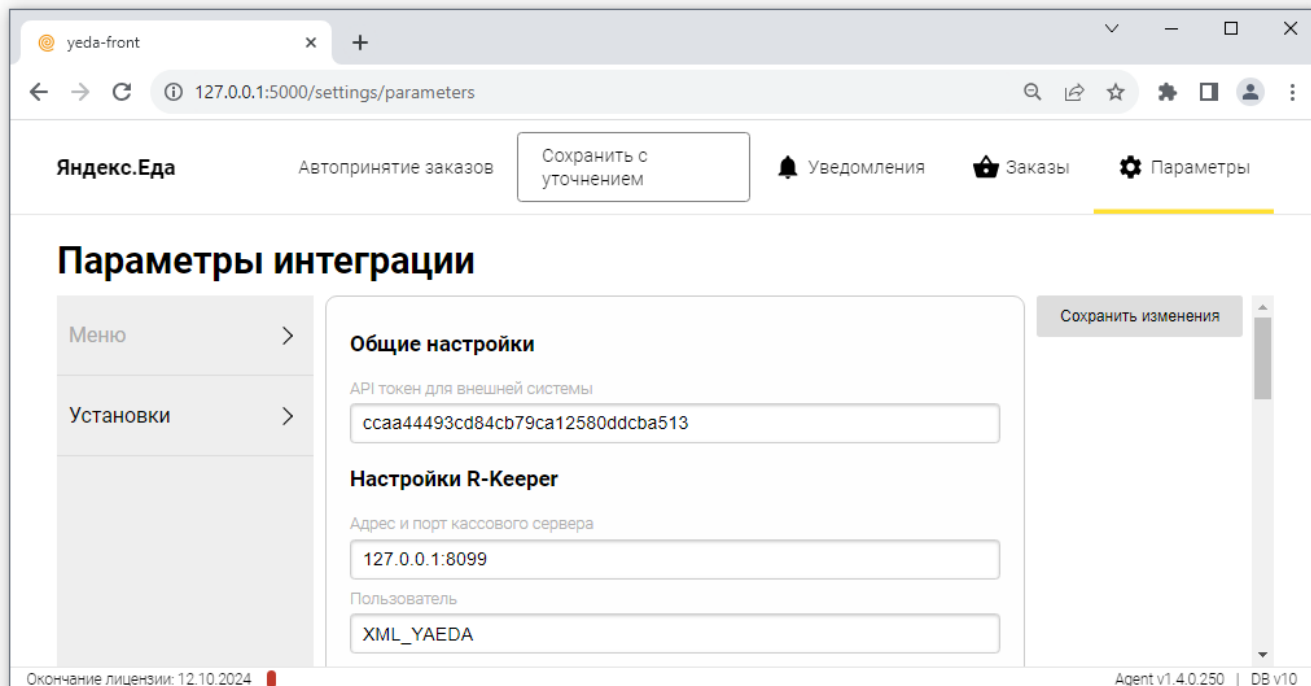 yeda-front
127.0.0.1:5000/settings/parameters
Яндекс.Еда
Автопринятие заказов
Сохранить с
уточнением
Уведомления
Заказы
Параметры
Параметры интеграции
Меню
Установки
Общие настройки
API токен для внешней системы
ccaa44493cd84cb79ca12580ddcba513
Настройки R-Keeper
Адрес и порт кассового сервера
127.0.0.1:8099
Пользователь
XML_YAEDA
Сохранить изменения
Окончание лицензии: 12.10.2024
Agent v1.4.0.250 | DB v10